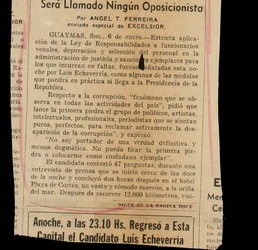 Será Llamado Ningún Oposicionista
Por ANGEL T. FERREIRA
enviado especial de EXCELSIOR
GUAYMAS, Son., 6 de enero.—Estricta aplica-
ción de la Ley de Responsabilidades a funcionarios
venales, depuración y selección del personal en la
administración de justicia y sanciones ejemplares para
los que incurran en faltas, fueron señaladas esta no-
che por Luis Echeverría, como algunas de las medidas
que pondrá en práctica si llega a la Presidencia de la
República.
Respecto a la corrupción, "fenómeno que se obser-
va en todas las actividades del país", pidió que
lance la primera piedra el grupo de políticos, artistas,
intelectuales, profesionales, periodistas que se sientan
puros, perfectos, para reclamar activamente la des-
aparición de la corrupción", y expresó:
"No soy portador de una verdad definitiva y
menos dogmática. No puedo tirar la primera pie-
dra o colocarme como ciudadano ejemplar".
El candidato contestó 47 preguntas, durante una
entrevista de prensa que se inició cerca de las doce
de la noche y concluyó dos horas después en el hotel
Playa de Cortés, un vasto y cómodo caserón, a la orilla
del mar. Después de recorrer 12,000 kilómetros, visi-
SIGUE EN LA PAGINA DOCE
Anoche, a las 23.10 Hs. Regresó a Esta
Capital el Candidato Luis Echeverría